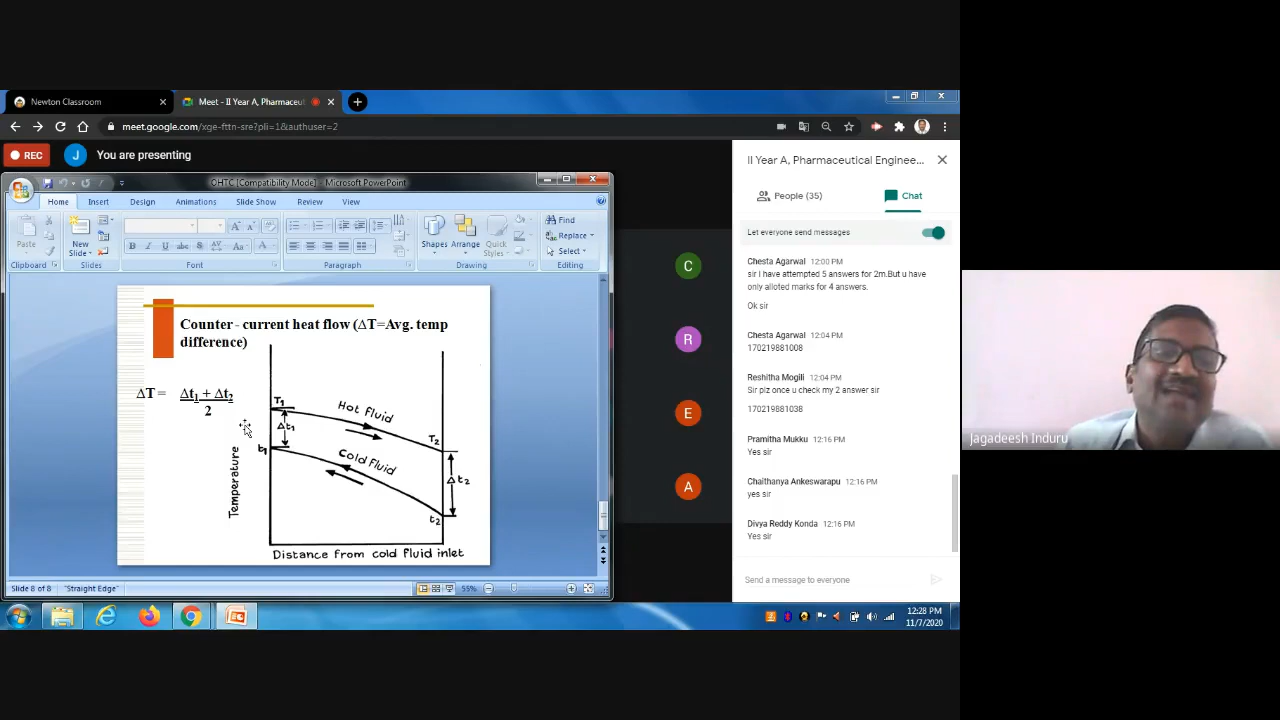 Newton Classroom
Meet - II Year A, Pharmaceut
meet.google.com/xge-fttn-sre?pli=1&authuser=2
REC
J
You are presenting
OHTC [Compatibility Mode] - Microsoft PowerPoint
Home
Insert
Design
Animations
Slide Show
Review
View
Paste
New
Slide
Shapes
Arrange
Quick
Styles
Find
Replace
Select
Clipboard
Slides
Font
Paragraph
Drawing
Editing
Counter - current heat flow (ΔT=Avg. temp
difference)
ΔT = Δt1 + Δt2
2
T1
Hot Fluid
T2
Δt1
t1
Cold Fluid
Δt2
t2
Temperature
Distance from cold fluid inlet
Slide 8 of 8
"Straight Edge"
55%
C
R
E
A
II Year A, Pharmaceutical Enginee...
People (35)
Chat
Let everyone send messages
Chesta Agarwal 12:00 PM
sir I have attempted 5 answers for 2m.But u have
only alloted marks for 4 answers.
Ok sir
Chesta Agarwal 12:04 PM
170219881008
Reshitha Mogili 12:04 PM
Sir plz once u check my 2 answer sir
170219881038
Pramitha Mukku 12:16 PM
Yes sir
Chaithanya Ankeswarapu 12:16 PM
yes sir
Divya Reddy Konda 12:16 PM
Yes sir
Send a message to everyone
12:28 PM
11/7/2020
Jagadeesh Induru